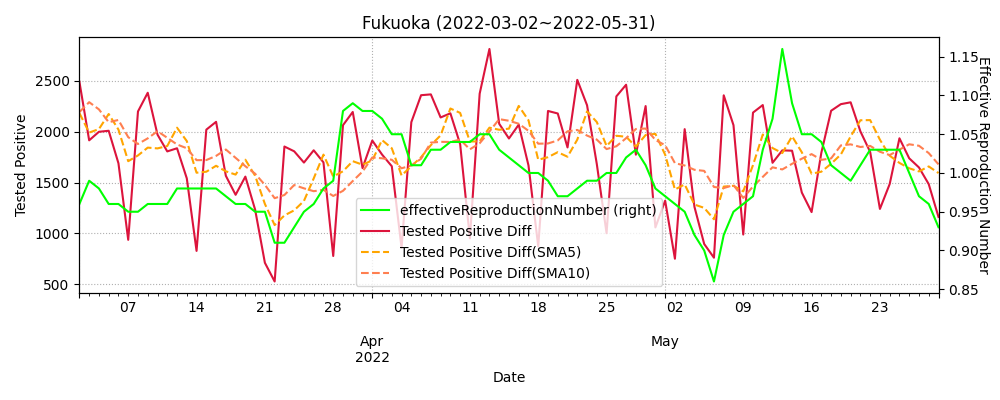 Fukuoka (2022-03-02~2022-05-31)
Tested Positive
2500
2000
1500
1000
500
1.15
1.10
1.05
1.00
0.95
0.90
0.85
Effective Reproduction Number
effectiveReproductionNumber (right)
Tested Positive Diff
Tested Positive Diff(SMA5)
Tested Positive Diff(SMA10)
07 14 21 28 04 11 18 25 02 09 16 23
Apr May
2022
Date